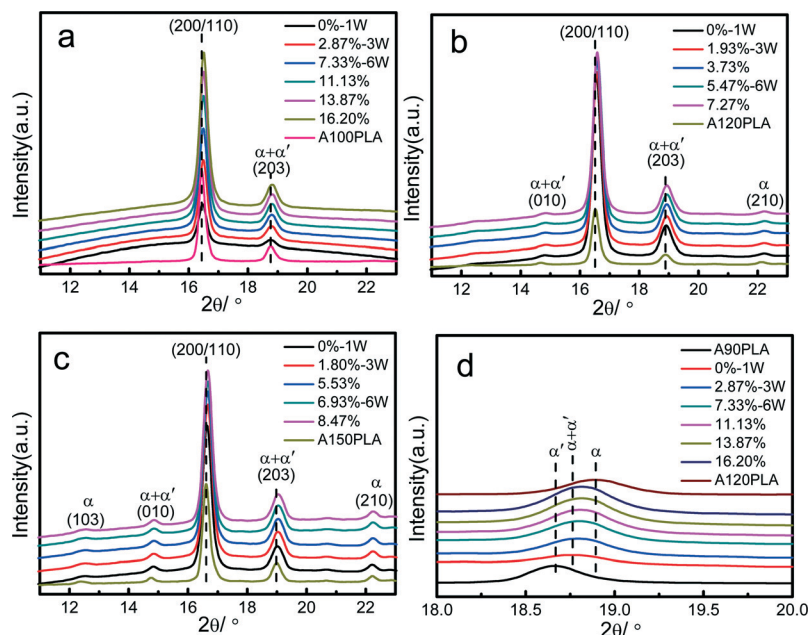 a
(200/110)
α+α′
(203)
0%-1W
2.87%-3W
7.33%-6W
11.13%
13.87%
16.20%
A100PLA
Intensity(a.u.)
12 14 16 18 20 22
2θ/ °
b
(200/110)
α+α′
(010)
α+α′
(203)
α
(210)
0%-1W
1.93%-3W
3.73%
5.47%-6W
7.27%
A120PLA
Intensity(a.u.)
12 14 16 18 20 22
2θ/ °
c
(200/110)
α
(103)
α+α′
(010)
α+α′
(203)
α
(210)
0%-1W
1.80%-3W
5.53%
6.93%-6W
8.47%
A150PLA
Intensity(a.u.)
12 14 16 18 20 22
2θ/ °
d
α′
α+α′
α
A90PLA
0%-1W
2.87%-3W
7.33%-6W
11.13%
13.87%
16.20%
A120PLA
Intensity(a.u.)
18.0 18.5 19.0 19.5 20.0
2θ/ °